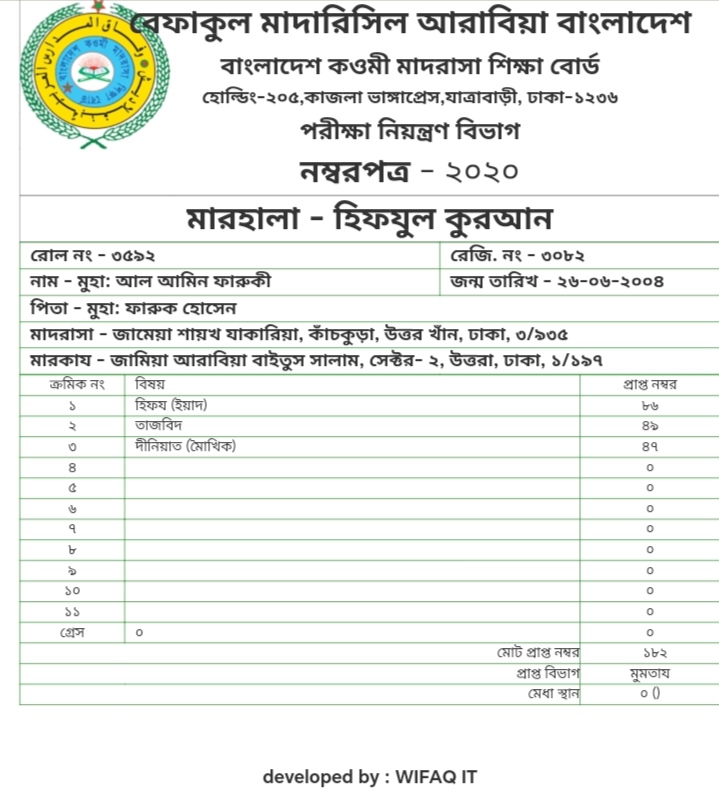 বেফাকুল মাদারিসিল আরাবিয়া বাংলাদেশ
বাংলাদেশ কওমী মাদরাসা শিক্ষা বোর্ড
হোল্ডিং-২০৫,কাজলা ভাঙ্গাপ্রেস,যাত্রাবাড়ী, ঢাকা-১২৩৬
পরীক্ষা নিয়ন্ত্রণ বিভাগ
নম্বরপত্র - ২০২০
মারহালা - হিফযুল কুরআন
রোল নং - ৩৫৯২ রেজি. নং - ৩০৮২
নাম - মুহা: আল আমিন ফারুকী জন্ম তারিখ - ২৬-০৬-২০০৪
পিতা - মুহা: ফারুক হোসেন
মাদরাসা - জামেয়া শায়খ যাকারিয়া, কাঁচকুড়া, উত্তর খাঁন, ঢাকা, ৩/৯৩৫
মারকায - জামিয়া আরাবিয়া বাইতুস সালাম, সেক্টর- ২, উত্তরা, ঢাকা, ১/১৯৭
ক্রমিক নং বিষয় প্রাপ্ত নম্বর
১ হিফয (ইয়াদ) ৮৬
২ তাজবিদ ৪৯
৩ দীনিয়াত (মৌখিক) ৪৭
৪ ০
৫ ০
৬ ০
৭ ০
৮ ০
৯ ০
১০ ০
১১ ০
গ্রেস ০ ০
মোট প্রাপ্ত নম্বর ১৮২
প্রাপ্ত বিভাগ মুমতায
মেধা স্থান ০ ()
developed by : WIFAQ IT